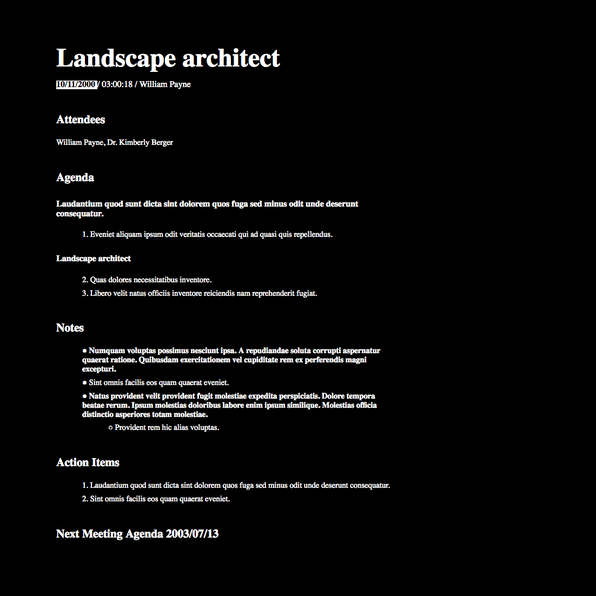 Landscape architect
10/11/2000 / 03:00:18 / William Payne
Attendees
William Payne, Dr. Kimberly Berger
Agenda
Laudantium quod sunt dicta sint dolorem quos fuga sed minus odit unde deserunt
consequatur.
1. Eveniet aliquam ipsum odit veritatis occaecati qui ad quasi quis repellendus.
Landscape architect
2. Quas dolores necessitatibus inventore.
3. Libero velit natus officiis inventore reiciendis nam reprehenderit fugiat.
Notes
● Numquam voluptas possimus nesciunt ipsa. A repudiandae soluta corrupti aspernatur
quaerat ratione. Quibusdam exercitationem vel cupiditate rem ex perferendis magni
excepturi.
● Sint omnis facilis eos quam quaerat eveniet.
● Natus provident velit provident fugit molestiae expedita perspiciatis. Dolore tempora
beatae rerum. Ipsum molestias doloribus labore enim ipsum similique. Molestias officia
distinctio asperiores totam molestiae.
○ Provident rem hic alias voluptas.
Action Items
1. Laudantium quod sunt dicta sint dolorem quos fuga sed minus odit unde deserunt consequatur.
2. Sint omnis facilis eos quam quaerat eveniet.
Next Meeting Agenda 2003/07/13